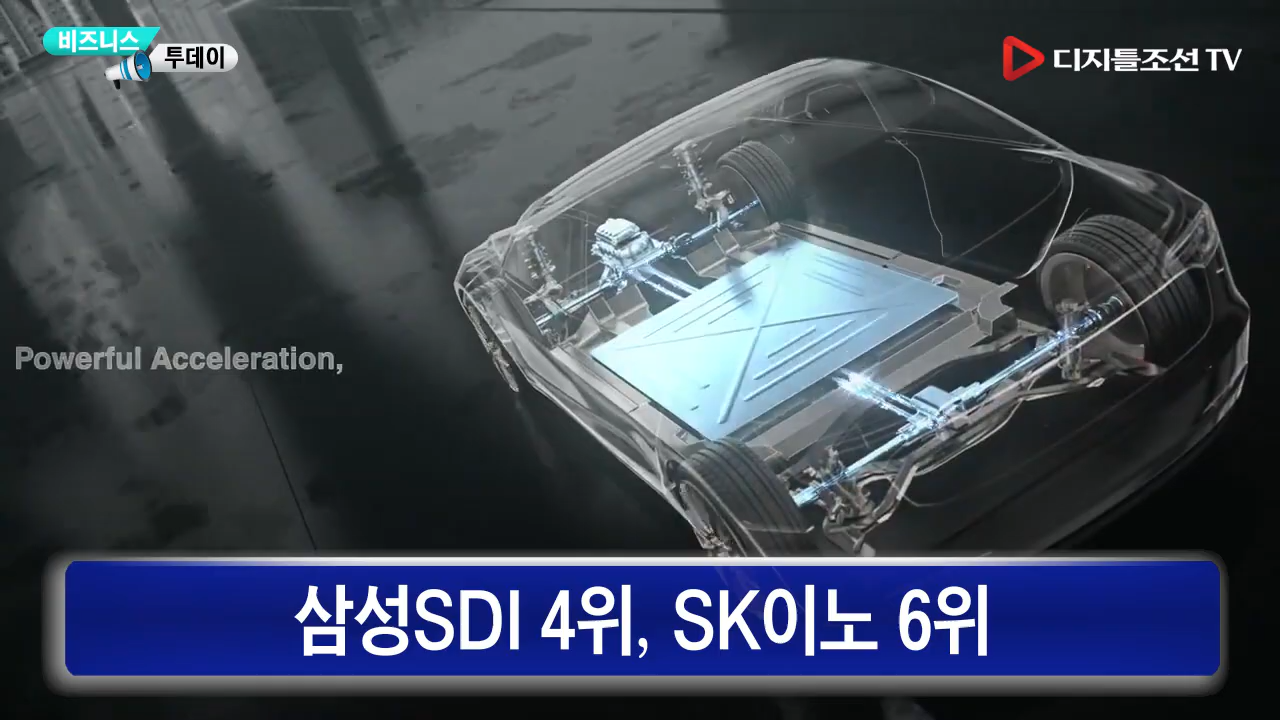 비즈니스
투데이
디지틀조선 TV
Powerful Acceleration,
삼성SDI 4위, SK이노 6위